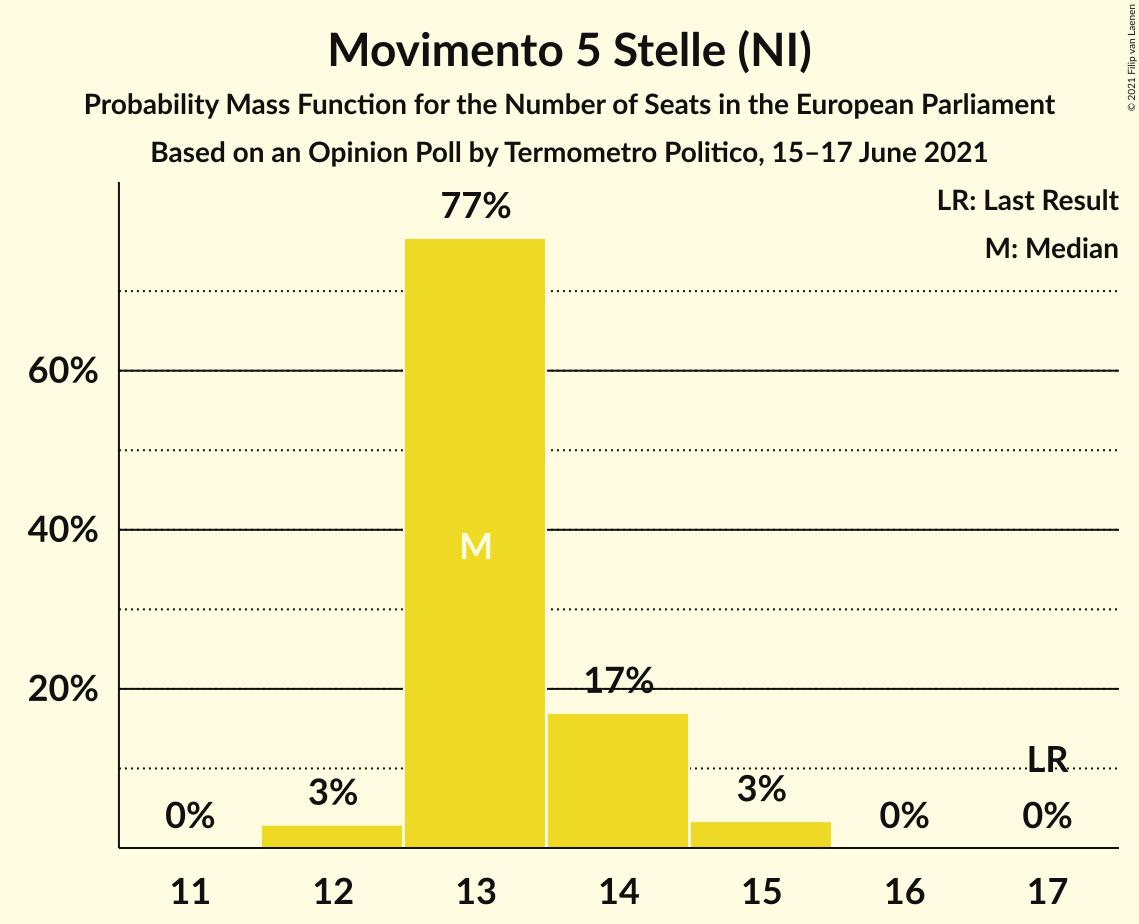 Movimento 5 Stelle (NI)
Probability Mass Function for the Number of Seats in the European Parliament
Based on an Opinion Poll by Termometro Politico, 15–17 June 2021
© 2021 Filip van Laenen
LR: Last Result
M: Median
77%
60%
40%
M
20%
17%
LR
0%
3%
3%
0%
0%
11 12 13 14 15 16 17